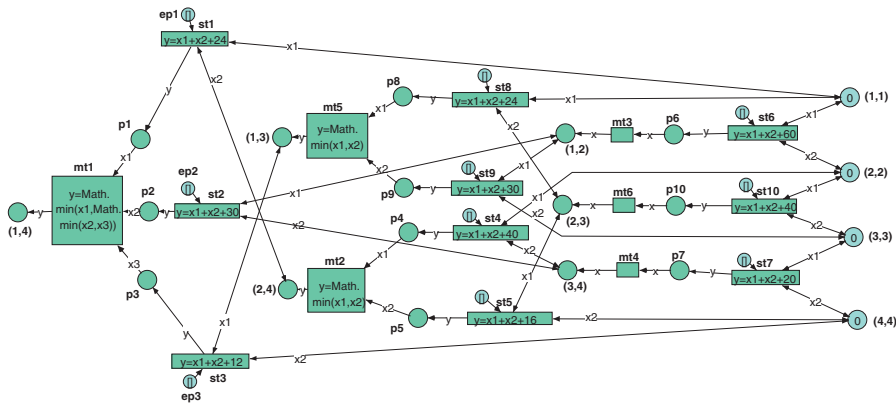 ep1
[]
st1
y=x1+x2+24
x1
x2
y
p8
[]
st8
y=x1+x2+24
y
x1
0
(1,1)
mt5
x1
y=Math.
min(x1,x2)
y
x2
p9
(1,3)
mt3
p6
[]
st6
y=x1+x2+60
x1
x2
y
x
x
(1,2)
x2
p1
x1
mt1
y=Math.
min(x1,Math.
min(x2,x3))
y
(1,4)
x2
x3
p2
y
ep2
[]
st2
y=x1+x2+30
x1
x2
[]
st9
y=x1+x2+30
y
x1
x2
0
(2,2)
p4
[]
st4
y=x1+x2+40
y
x1
x2
mt6
p10
[]
st10
y=x1+x2+40
x1
x2
y
x
x
(2,3)
0
(3,3)
mt2
x1
y=Math.
min(x1,x2)
y
x2
(2,4)
mt4
p7
[]
st7
y=x1+x2+20
x1
x2
y
x
x
(3,4)
p3
y
x1
p5
y
[]
st5
y=x1+x2+16
x1
x2
0
(4,4)
y=x1+x2+12
x2
st3
[]
ep3